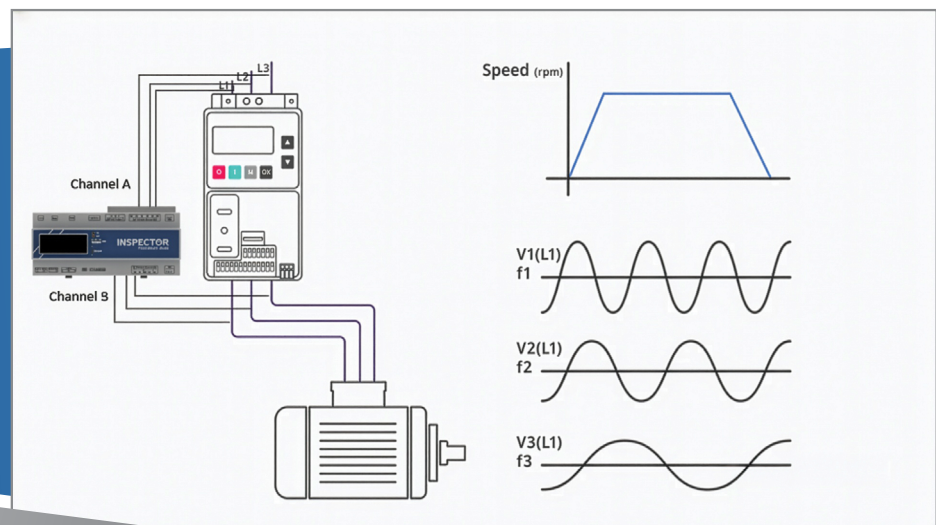 L3
L2
L1
Channel A
O I M OK
INSPECTOR
Channel B
Speed (rpm)
V1(L1)
f1
V2(L1)
f2
V3(L1)
f3